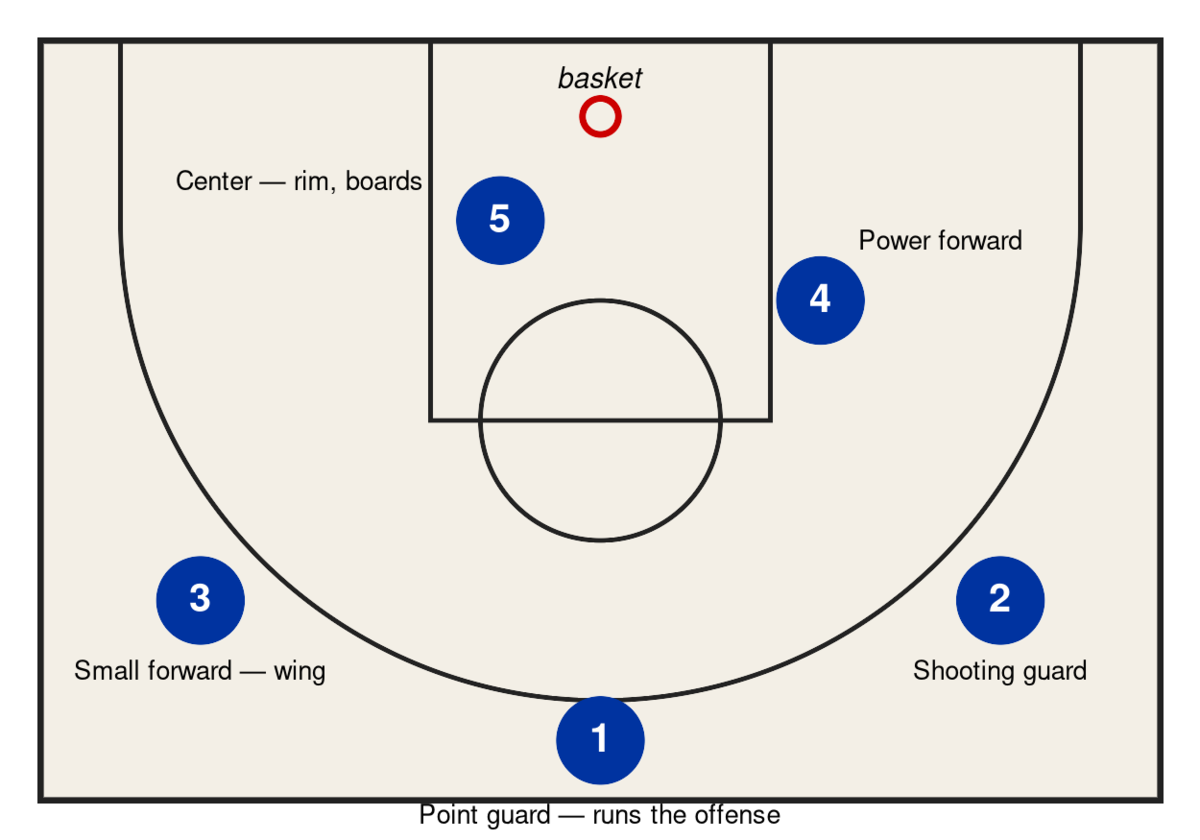 basket
Center — rim, boards
5
Power forward
4
3
2
Small forward — wing
Shooting guard
1
Point guard — runs the offense